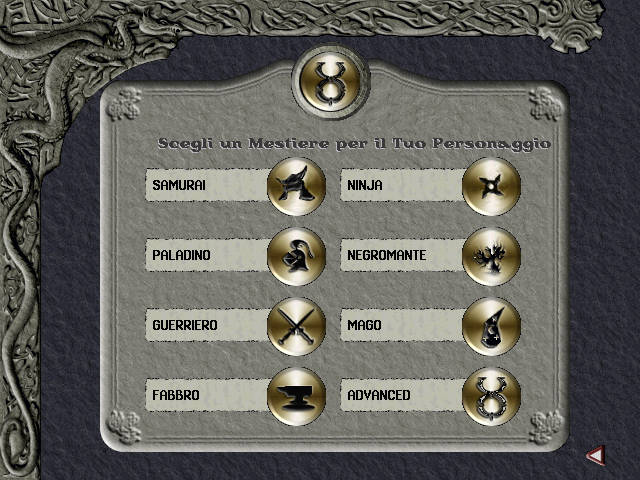 Scegli un Mestiere per il Tuo Personaggio
SAMURAI
NINJA
PALADINO
NEGROMANTE
GUERRIERO
MAGO
FABBRO
ADVANCED